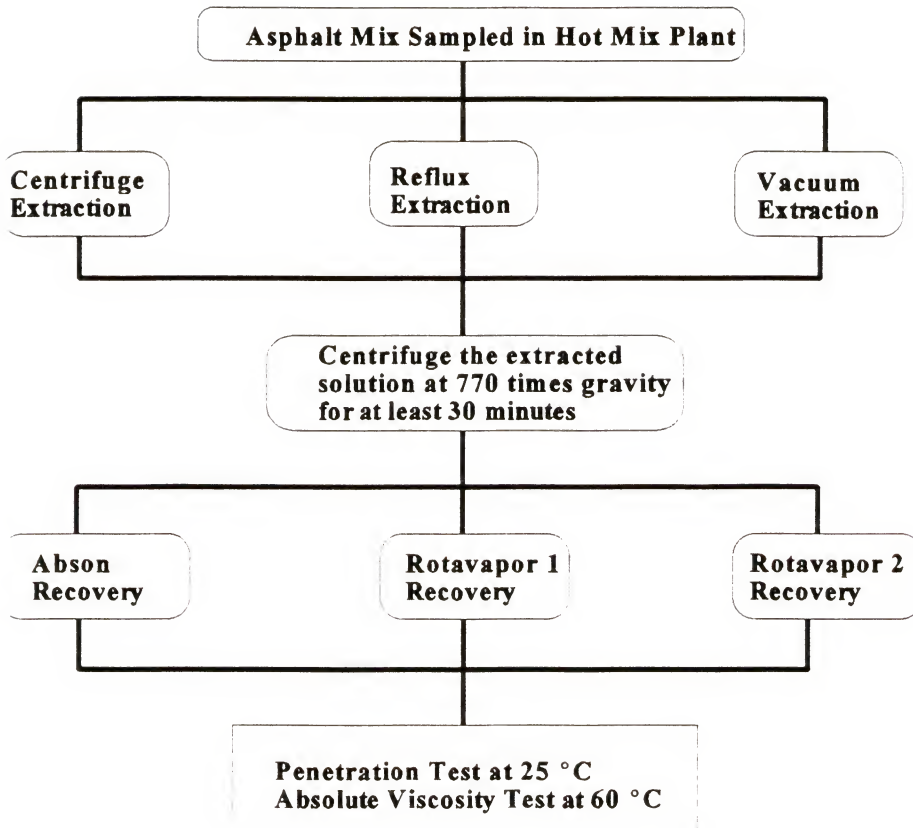 Asphalt Mix Sampled in Hot Mix Plant
Centrifuge
Extraction
Reflux
Extraction
Vacuum
Extraction
Centrifuge the extracted
solution at 770 times gravity
for at least 30 minutes
Abson
Recovery
Rotavapor 1
Recovery
Rotavapor 2
Recovery
Penetration Test at 25 °C
Absolute Viscosity Test at 60 °C